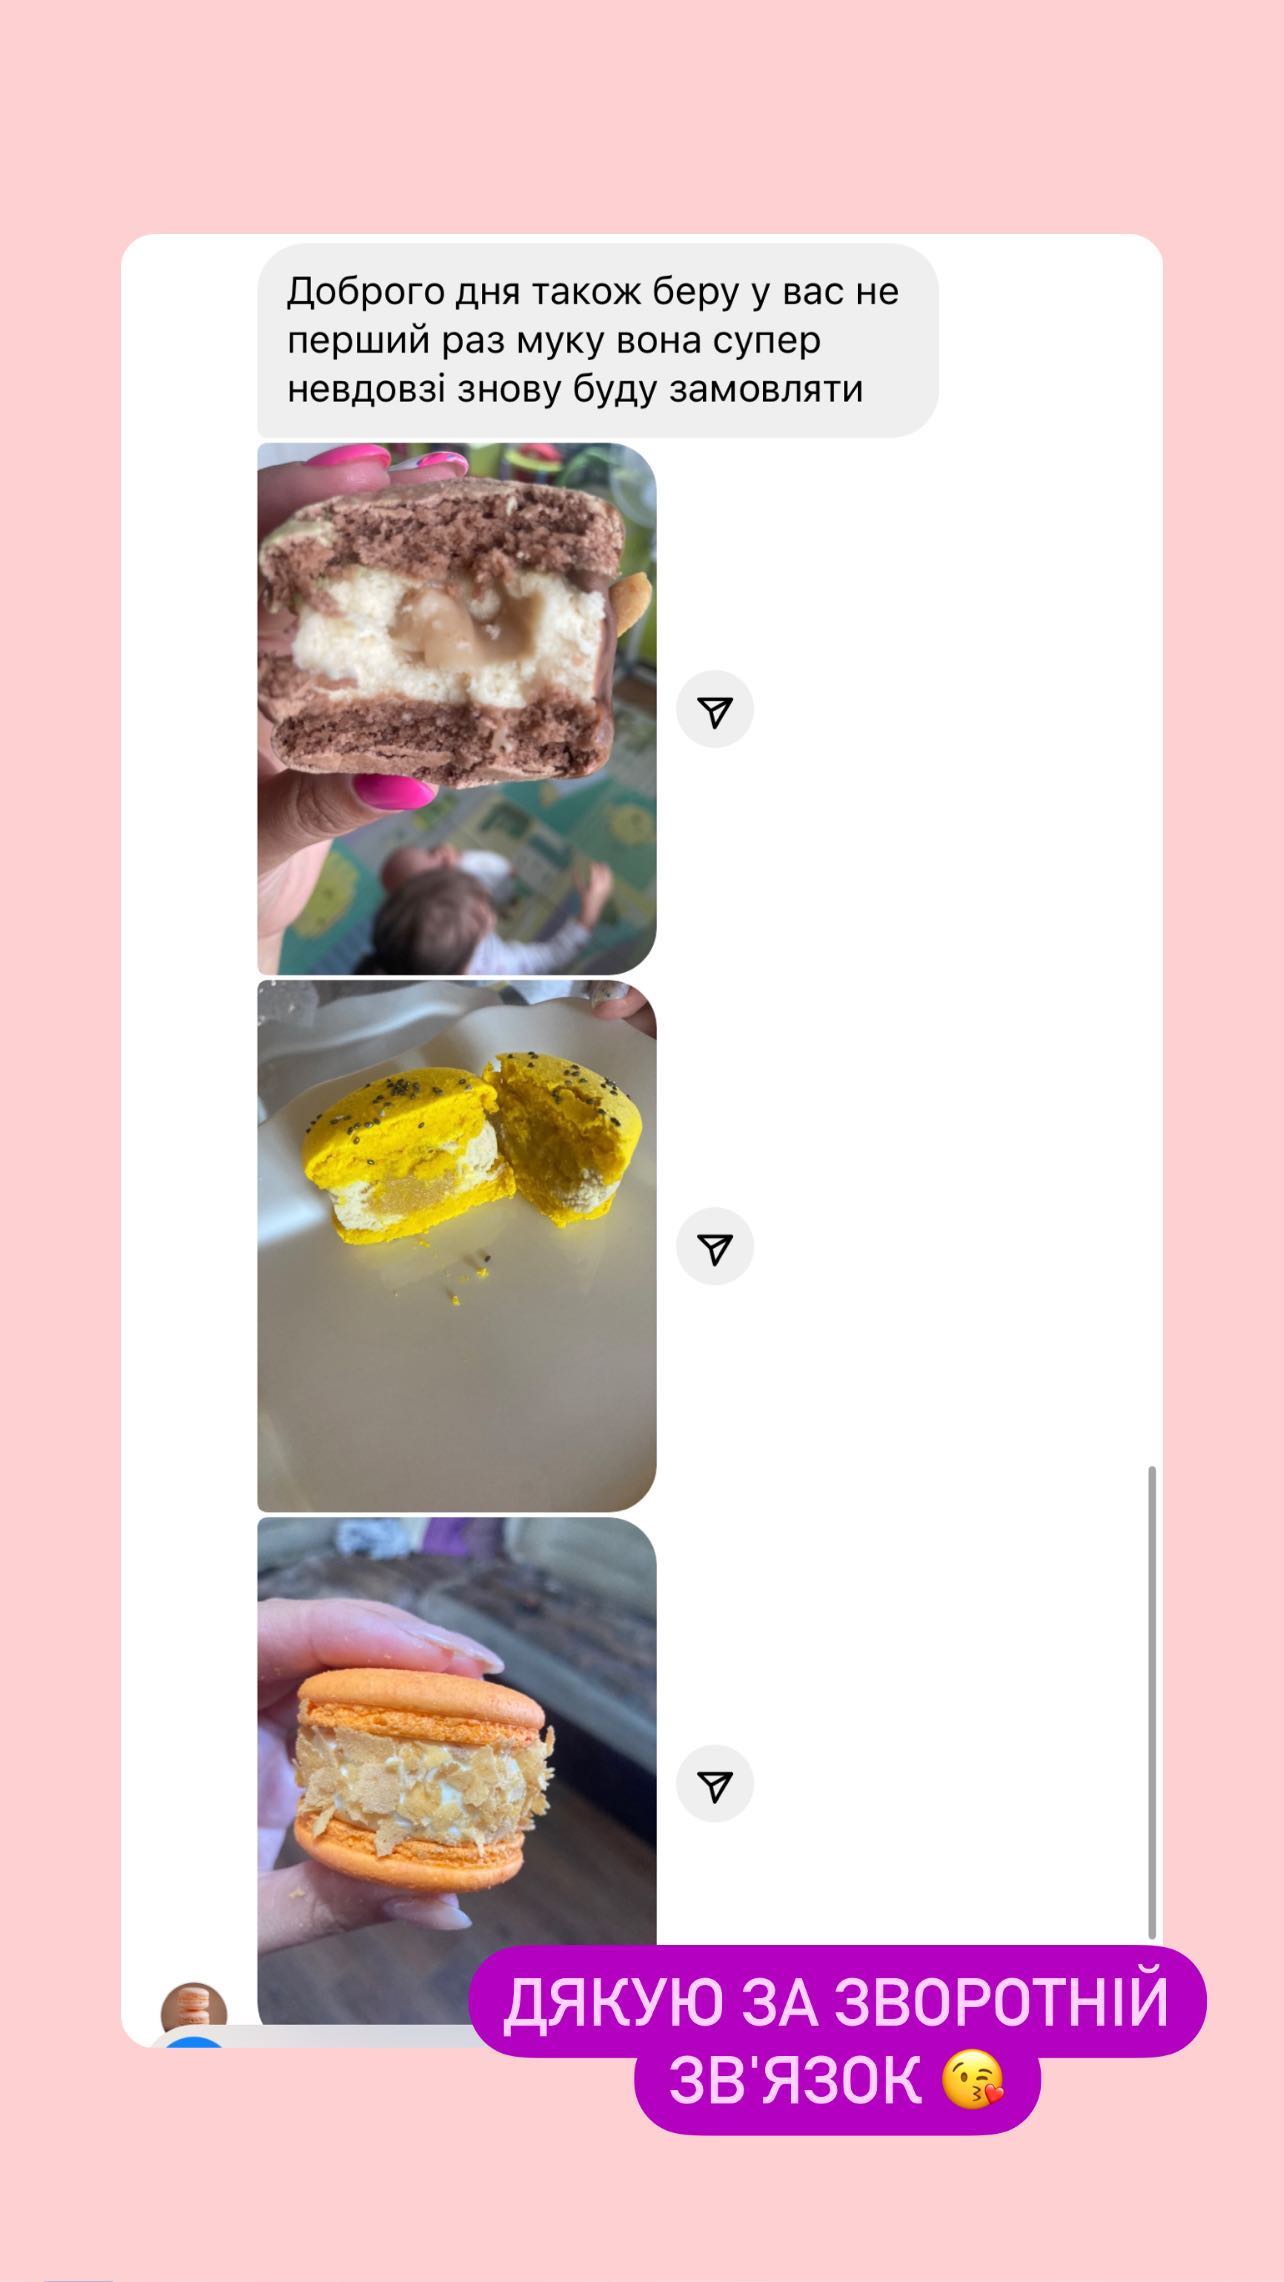 Доброго дня також беру у вас не
перший раз муку вона супер
невдовзі знову буду замовляти
ДЯКУЮ ЗА ЗВОРОТНІЙ
ЗВ'ЯЗОК 😘